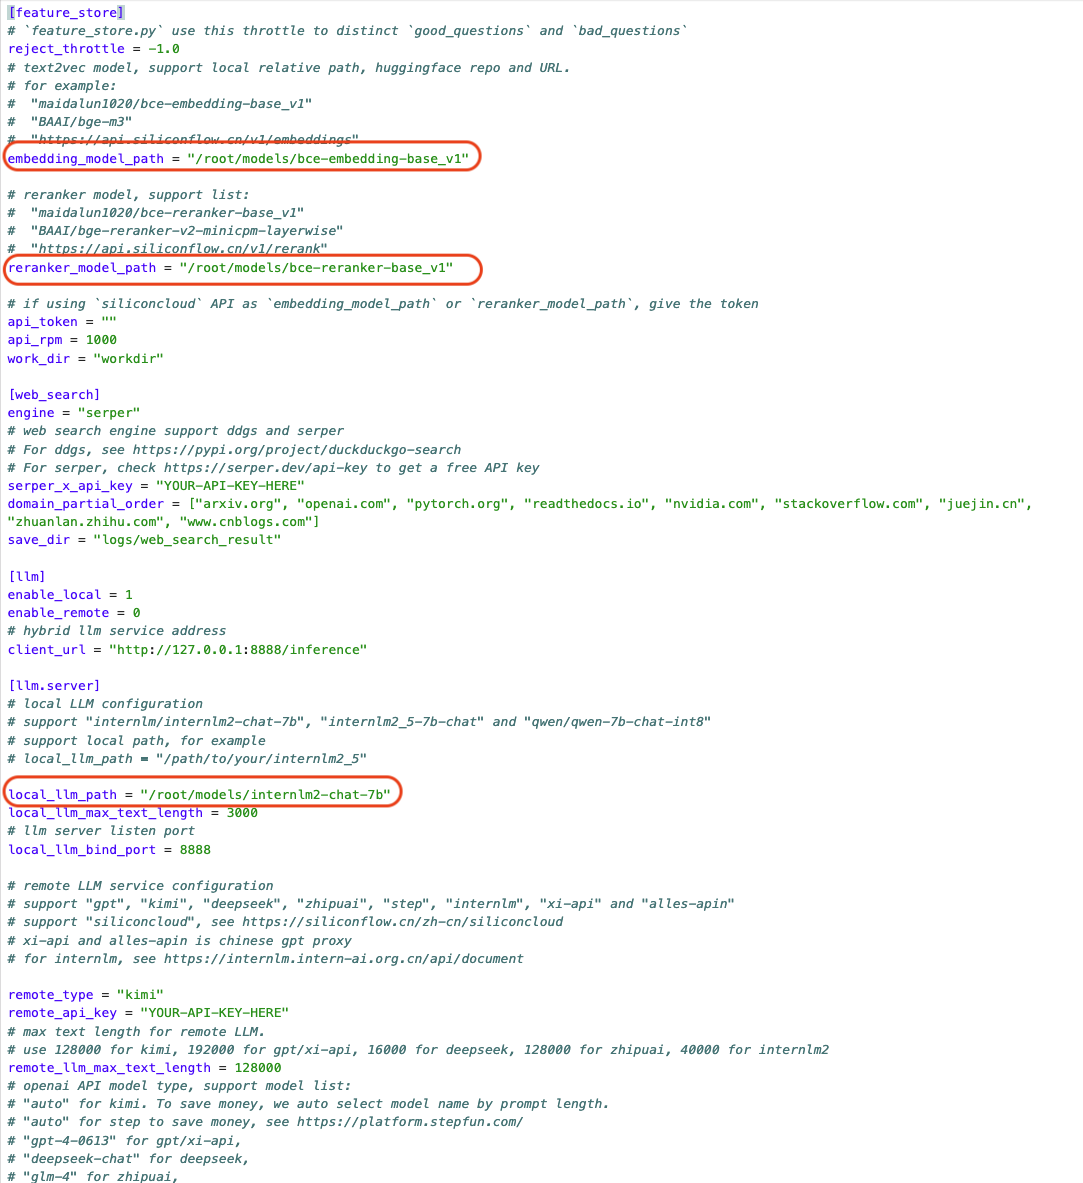 [feature_store]
# `feature_store.py` use this throttle to distinct `good_questions` and `bad_questions`
reject_throttle = -1.0
# text2vec model, support local relative path, huggingface repo and URL.
# for example:
#  "maidalun1020/bce-embedding-base_v1"
#  "BAAI/bge-m3"
#  "https://api.siliconflow.cn/v1/embeddings"
embedding_model_path = "/root/models/bce-embedding-base_v1"
# reranker model, support list:
#  "maidalun1020/bce-reranker-base_v1"
#  "BAAI/bge-reranker-v2-minicpm-layerwise"
#  "https://api.siliconflow.cn/v1/rerank"
reranker_model_path = "/root/models/bce-reranker-base_v1"
# if using `siliconcloud` API as `embedding_model_path` or `reranker_model_path`, give the token
api_token = ""
api_rpm = 1000
work_dir = "workdir"
[web_search]
engine = "serper"
# web search engine support ddgs and serper
# For ddgs, see https://pypi.org/project/duckduckgo-search
# For serper, check https://serper.dev/api-key to get a free API key
serper_x_api_key = "YOUR-API-KEY-HERE"
domain_partial_order = ["arxiv.org", "openai.com", "pytorch.org", "readthedocs.io", "nvidia.com", "stackoverflow.com", "juejin.cn",
"zhuanlan.zhihu.com", "www.cnblogs.com"]
save_dir = "logs/web_search_result"
[llm]
enable_local = 1
enable_remote = 0
# hybrid llm service address
client_url = "http://127.0.0.1:8888/inference"
[llm.server]
# local LLM configuration
# support "internlm/internlm2-chat-7b", "internlm2_5-7b-chat" and "qwen/qwen-7b-chat-int8"
# support local path, for example
# local_llm_path = "/path/to/your/internlm2_5"
local_llm_path = "/root/models/internlm2-chat-7b"
local_llm_max_text_length = 3000
# llm server listen port
local_llm_bind_port = 8888
# remote LLM service configuration
# support "gpt", "kimi", "deepseek", "zhipuai", "step", "internlm", "xi-api" and "alles-apin"
# support "siliconcloud", see https://siliconflow.cn/zh-cn/siliconcloud
# xi-api and alles-apin is chinese gpt proxy
# for internlm, see https://internlm.intern-ai.org.cn/api/document
remote_type = "kimi"
remote_api_key = "YOUR-API-KEY-HERE"
# max text length for remote LLM.
# use 128000 for kimi, 192000 for gpt/xi-api, 16000 for deepseek, 128000 for zhipuai, 40000 for internlm2
remote_llm_max_text_length = 128000
# openai API model type, support model list:
# "auto" for kimi. To save money, we auto select model name by prompt length.
# "auto" for step to save money, see https://platform.stepfun.com/
# "gpt-4-0613" for gpt/xi-api,
# "deepseek-chat" for deepseek,
# "glm-4" for zhipuai,